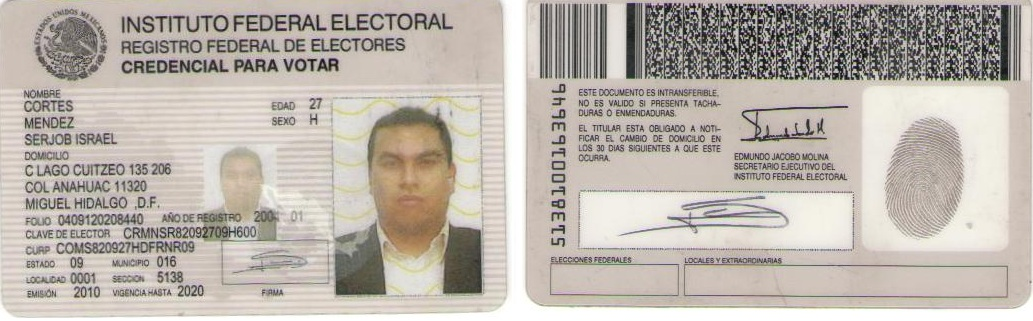 ESTADOS UNIDOS MEXICANOS
INSTITUTO FEDERAL ELECTORAL
REGISTRO FEDERAL DE ELECTORES
CREDENCIAL PARA VOTAR
NOMBRE
CORTES
MENDEZ
SERJOB ISRAEL
EDAD 27
SEXO H
DOMICILIO
C LAGO CUITZEO 135 206
COL ANAHUAC 11320
MIGUEL HIDALGO ,D.F.
FOLIO 0409120208440 AÑO DE REGISTRO 2004 01
CLAVE DE ELECTOR CRMNSR82092709H600
CURP COMS820927HDFRNR09
ESTADO 09 MUNICIPIO 016
LOCALIDAD 0001 SECCION 5138
EMISIÓN 2010 VIGENCIA HASTA 2020
FIRMA
5138100163646
ESTE DOCUMENTO ES INTRANSFERIBLE,
NO ES VALIDO SI PRESENTA TACHA-
DURAS O ENMENDADURAS.
EL TITULAR ESTA OBLIGADO A NOTI-
FICAR EL CAMBIO DE DOMICILIO EN
LOS 30 DIAS SIGUIENTES A QUE ESTE
OCURRA.
EDMUNDO JACOBO MOLINA
SECRETARIO EJECUTIVO DEL
INSTITUTO FEDERAL ELECTORAL
ELECCIONES FEDERALES
LOCALES Y EXTRAORDINARIAS